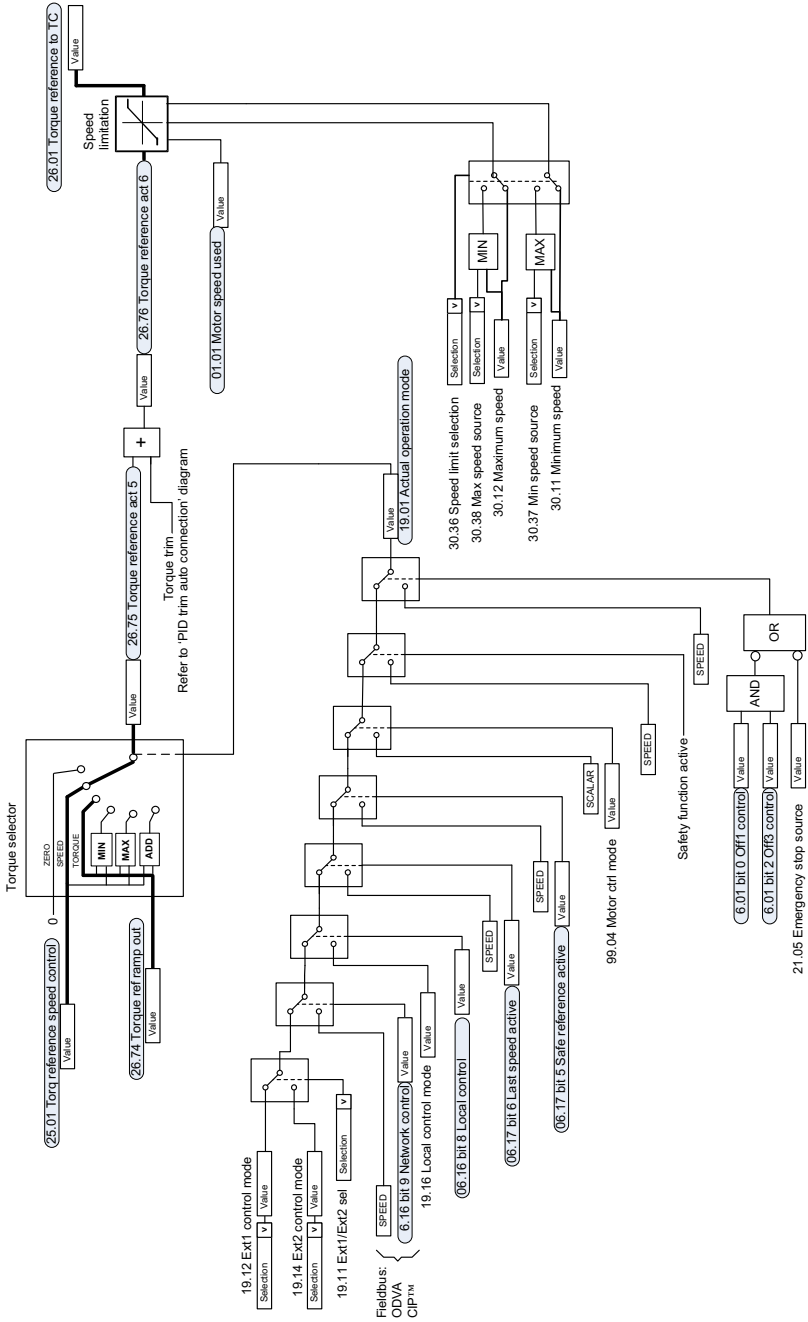 Torque selector
25.01 Torq reference speed control
Value
0
ZERO
SPEED
TORQUE
MIN
MAX
ADD
26.74 Torque ref ramp out
Value
Value
26.75 Torque reference act 5
Torque trim
Refer to ‘PID trim auto connection’ diagram
+
Value
26.76 Torque reference act 6
01.01 Motor speed used
Value
Speed
limitation
26.01 Torque reference to TC
Value
19.12 Ext1 control mode
Selection
v
Value
19.14 Ext2 control mode
Selection
v
Value
19.11 Ext1/Ext2 sel
Selection
v
Fieldbus:
ODVA
CIP™
SPEED
6.16 bit 9 Network control
Value
19.16 Local control mode
Value
06.16 bit 8 Local control
Value
SPEED
06.17 bit 6 Last speed active
Value
SPEED
06.17 bit 5 Safe reference active
Value
SCALAR
99.04 Motor ctrl mode
Value
SPEED
Safety function active
SPEED
6.01 bit 0 Off1 control
Value
6.01 bit 2 Off3 control
Value
AND
OR
21.05 Emergency stop source
Value
Value
19.01 Actual operation mode
30.36 Speed limit selection
Selection
v
30.38 Max speed source
Selection
v
MIN
30.12 Maximum speed
Value
30.37 Min speed source
Selection
v
MAX
30.11 Minimum speed
Value